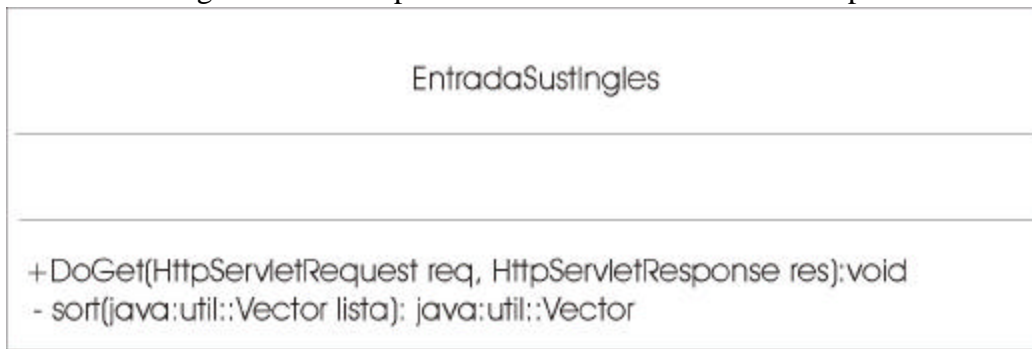 EntradaSustIngles
+DoGet(HttpServletRequest req, HttpServletResponse res):void
- sort(java:util::Vector lista): java:util::Vector